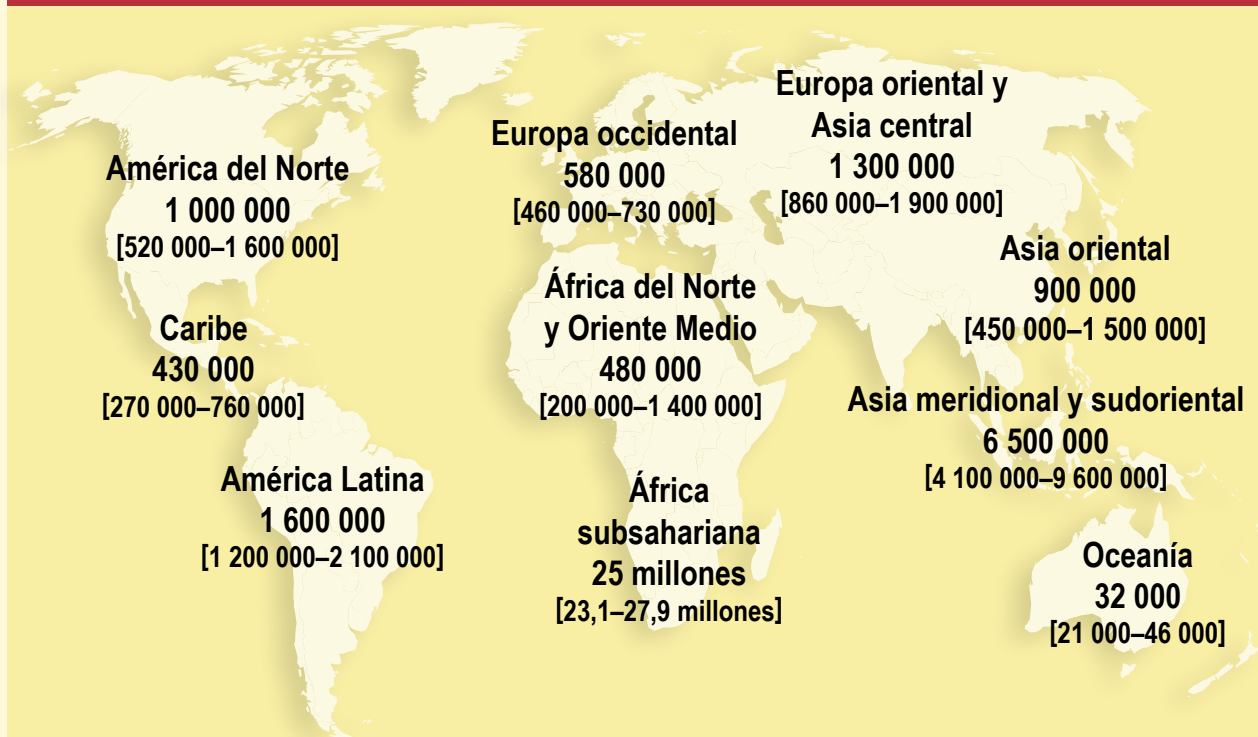 América del Norte
1 000 000
[520 000–1 600 000]
Caribe
430 000
[270 000–760 000]
América Latina
1 600 000
[1 200 000–2 100 000]
Europa occidental
580 000
[460 000–730 000]
África del Norte
y Oriente Medio
480 000
[200 000–1 400 000]
África
subsahariana
25 millones
[23,1–27,9 millones]
Europa oriental y
Asia central
1 300 000
[860 000–1 900 000]
Asia oriental
900 000
[450 000–1 500 000]
Asia meridional y sudoriental
6 500 000
[4 100 000–9 600 000]
Oceanía
32 000
[21 000–46 000]